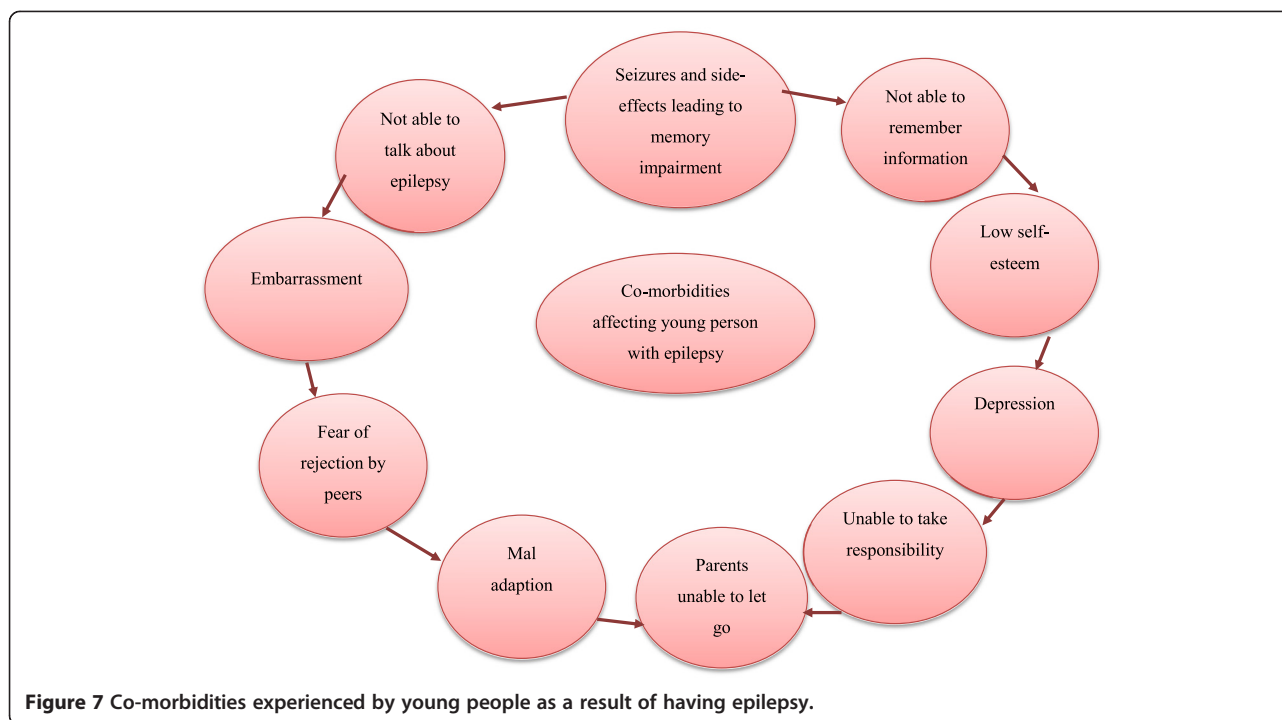 Seizures and side-
effects leading to
memory
impairment
Not able to
talk about
epilepsy
Embarrassment
Fear of
rejection by
peers
Mal
adaption
Not able to
remember
information
Low self-
esteem
Depression
Unable to take
responsibility
Parents
unable to let
go
Co-morbidities
affecting young person
with epilepsy
Figure 7 Co-morbidities experienced by young people as a result of having epilepsy.